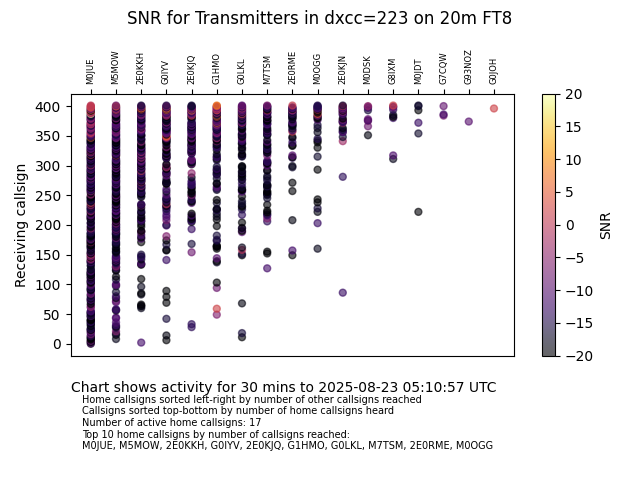 SNR for Transmitters in dxcc=223 on 20m FT8
M0JUE M5MOW 2E0KKH G0IYV 2E0KJQ G1HMO G0LKL M7TSM 2E0RME M0OGG 2E0KJN M0DSK G8IXM M0JDT G7CQW G93NOZ G0JOH
400
350
300
250
200
150
100
50
0
Receiving callsign
20
15
10
5
0
−5
−10
−15
−20
SNR
Chart shows activity for 30 mins to 2025-08-23 05:10:57 UTC
Home callsigns sorted left-right by number of other callsigns reached
Callsigns sorted top-bottom by number of home callsigns heard
Number of active home callsigns: 17
Top 10 home callsigns by number of callsigns reached:
M0JUE, M5MOW, 2E0KKH, G0IYV, 2E0KJQ, G1HMO, G0LKL, M7TSM, 2E0RME, M0OGG